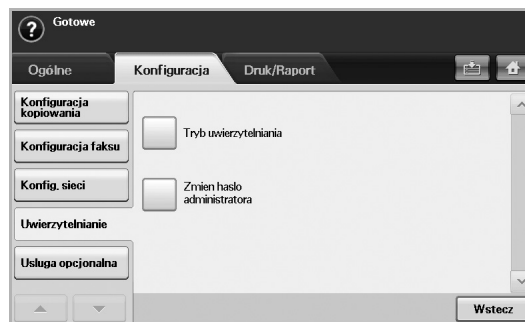 Gotowe
Ogólne
Konfiguracja
Druk/Raport
Konfiguracja
kopiowania
Konfiguracja faksu
Konfig. sieci
Uwierzytelnianie
Usluga opcjonalna
Tryb uwierzytelniania
Zmien haslo
administratora
Wstecz